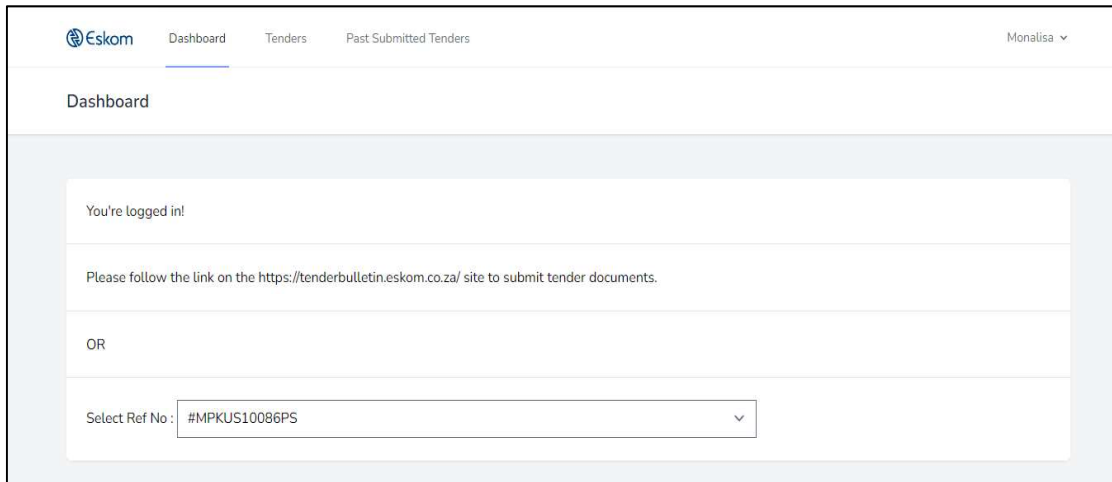 Eskom Dashboard Tenders Past Submitted Tenders Monalisa
Dashboard
You're logged in!
Please follow the link on the https://tenderbulletin.eskom.co.za/ site to submit tender documents.
OR
Select Ref No : #MPKUS10086PS